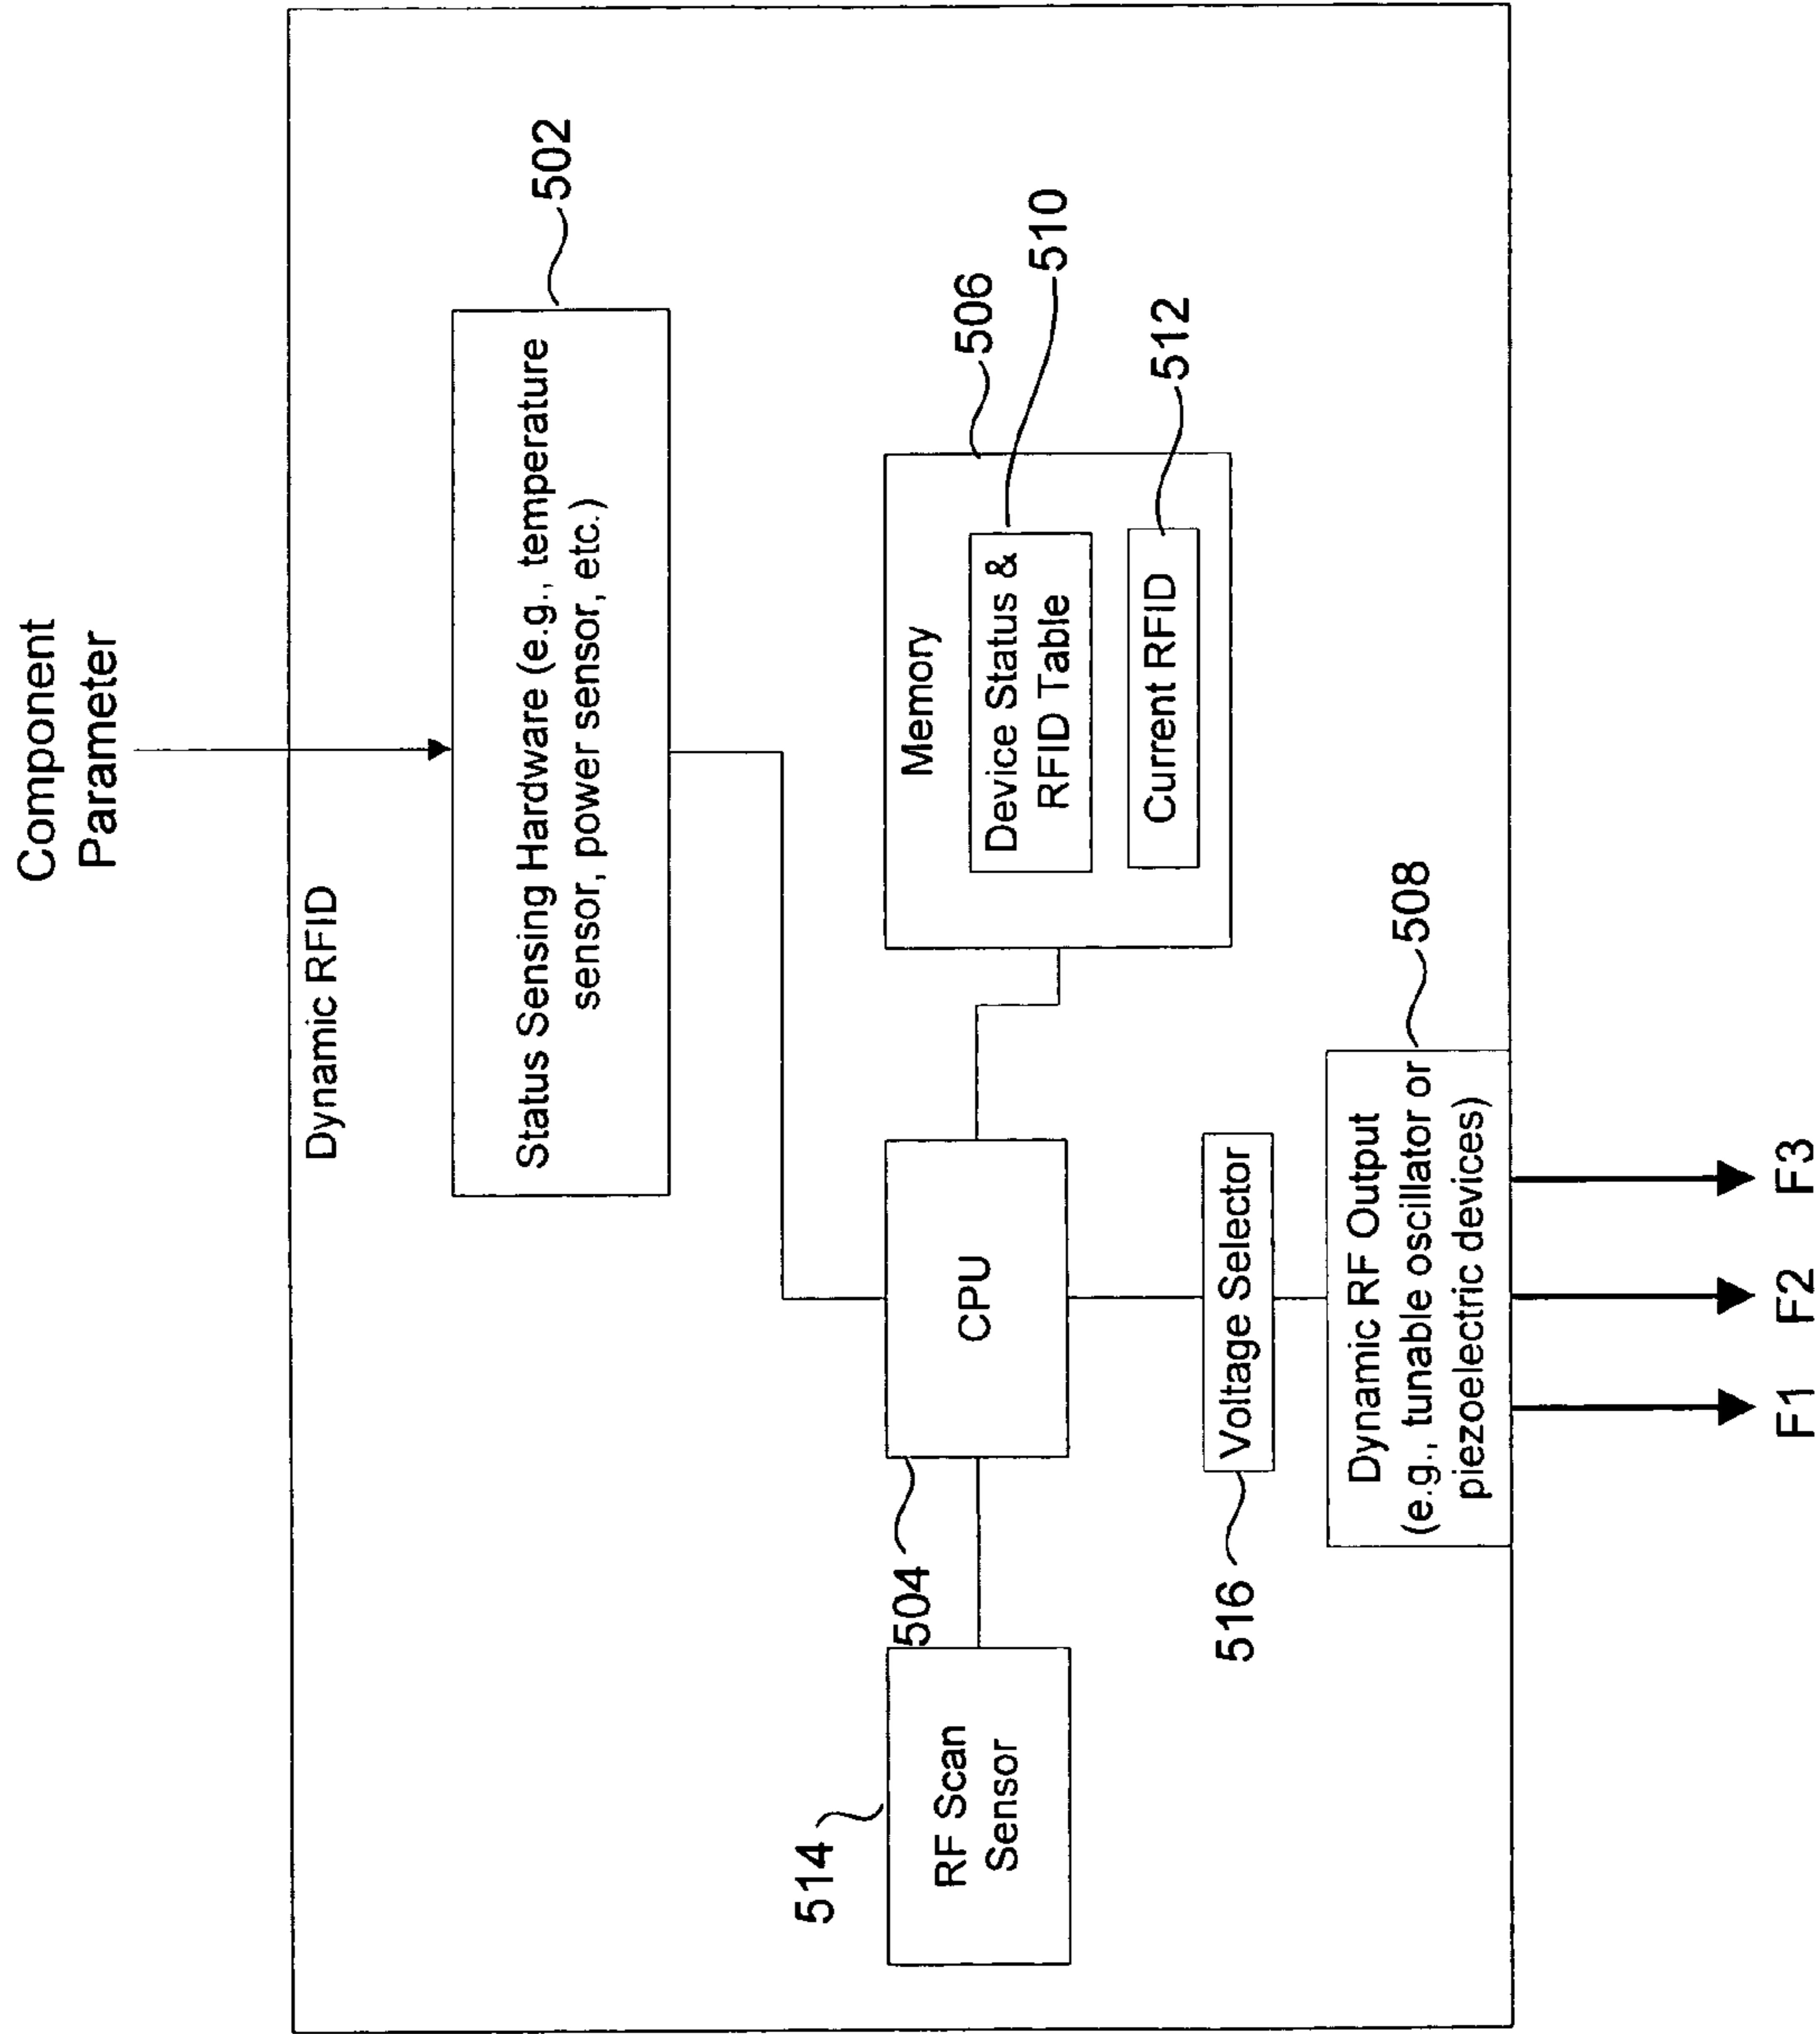 Component
Parameter
Dynamic RFID
Status Sensing Hardware (e.g., temperature
sensor, power sensor, etc.)
502
514
RF Scan
Sensor
504
CPU
Memory
506
Device Status &
RFID Table
510
Current RFID
512
516
Voltage Selector
Dynamic RF Output
(e.g., tunable oscillator or
piezoelectric devices)
508
F1
F2
F3